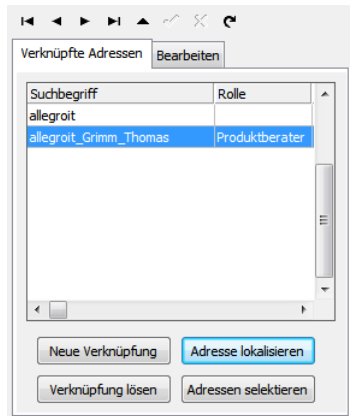 Verknüpfte Adressen Bearbeiten
Suchbegriff Rolle
allegroit
allegroit_Grimm_Thomas Produktberater
Neue Verknüpfung Adresse lokalisieren
Verknüpfung lösen Adressen selektieren